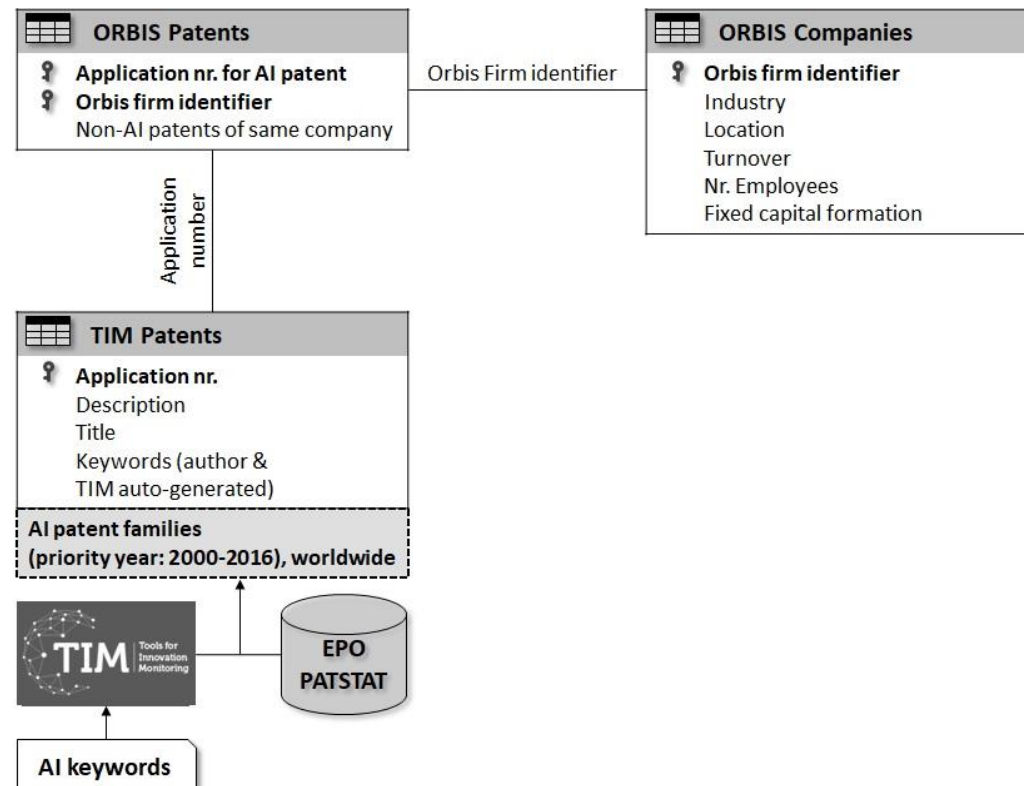 ORBIS Patents
Application nr. for AI patent
Orbis firm identifier
Non-AI patents of same company
Orbis Firm identifier
ORBIS Companies
Orbis firm identifier
Industry
Location
Turnover
Nr. Employees
Fixed capital formation
Application
number
TIM Patents
Application nr.
Description
Title
Keywords (author &
TIM auto-generated)
AI patent families
(priority year: 2000-2016), worldwide
TIM
Tools for
Innovation
Monitoring
EPO
PATSTAT
AI keywords